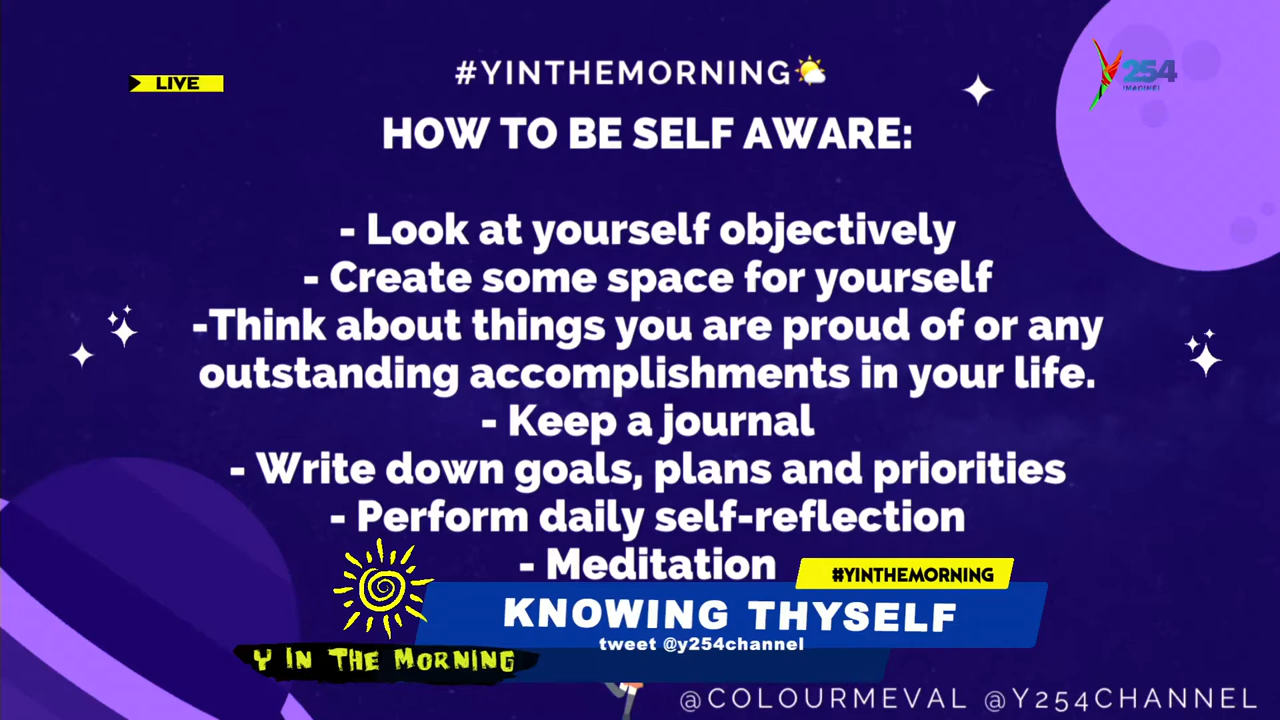 #YINTHEMORNING
LIVE
Y254
IMAGINE!
HOW TO BE SELF AWARE:
- Look at yourself objectively
- Create some space for yourself
-Think about things you are proud of or any
outstanding accomplishments in your life.
- Keep a journal
- Write down goals, plans and priorities
- Perform daily self-reflection
- Meditation
#YINTHEMORNING
KNOWING THYSELF
tweet @y254channel
Y IN THE MORNING
@COLOURMEVAL @Y254CHANNEL